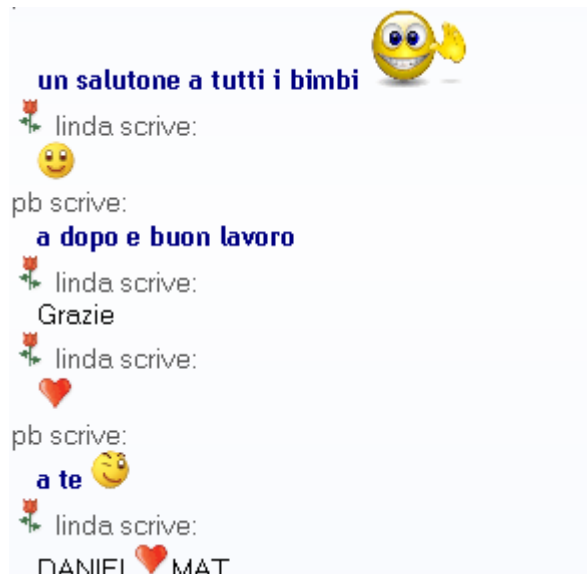 un salutone a tutti i bimbi
linda scrive:
pb scrive:
a dopo e buon lavoro
linda scrive:
Grazie
linda scrive:
pb scrive:
a te
linda scrive:
DANIEL MAT